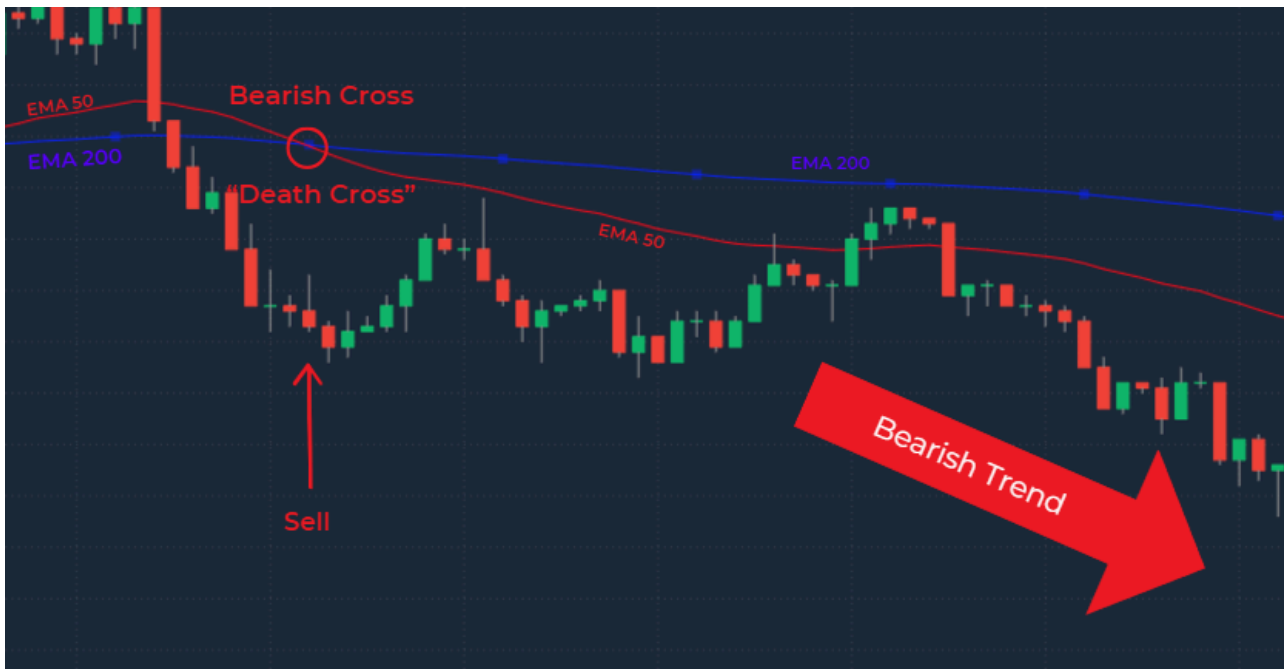 EMA 50
Bearish Cross
EMA 200
EMA 200
“Death Cross”
EMA 50
Bearish Trend
Sell